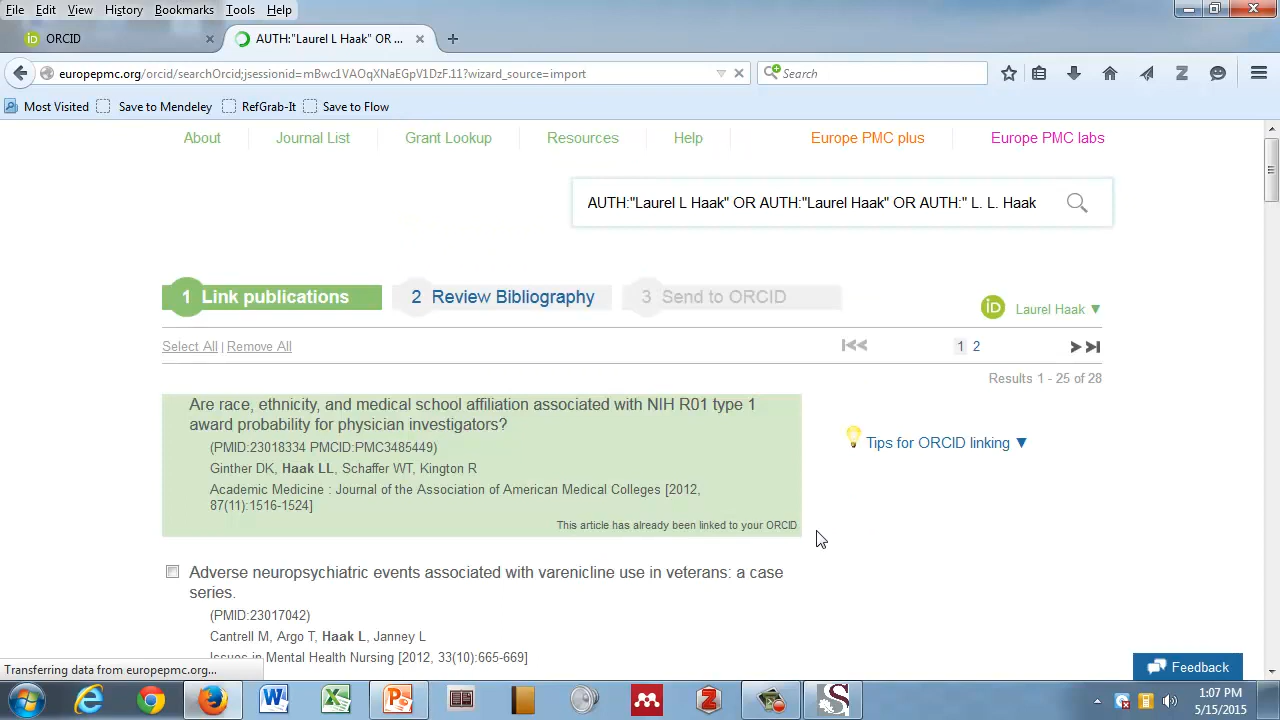 File Edit View History Bookmarks Tools Help
iD ORCID
AUTH:"Laurel L Haak" OR ...
europepmc.org/orcid/searchOrcid;jsessionid=mBwc1VAOqXNaEGpV1DzF.11?wizard_source=import
Search
Most Visited Save to Mendeley RefGrab-It Save to Flow
About Journal List Grant Lookup Resources Help Europe PMC plus Europe PMC labs
AUTH:"Laurel L Haak" OR AUTH:"Laurel Haak" OR AUTH:" L. L. Haak
1 Link publications 2 Review Bibliography 3 Send to ORCID
iD Laurel Haak ▼
Select All | Remove All
1 2
Results 1 - 25 of 28
Are race, ethnicity, and medical school affiliation associated with NIH R01 type 1
award probability for physician investigators?
(PMID:23018334 PMCID:PMC3485449)
Ginther DK, Haak LL, Schaffer WT, Kington R
Academic Medicine : Journal of the Association of American Medical Colleges [2012,
87(11):1516-1524]
This article has already been linked to your ORCID
Tips for ORCID linking ▼
Adverse neuropsychiatric events associated with varenicline use in veterans: a case
series.
(PMID:23017042)
Cantrell M, Argo T, Haak L, Janney L
Issues in Mental Health Nursing [2012, 33(10):665-669]
Transferring data from europepmc.org...
Feedback
1:07 PM
5/15/2015